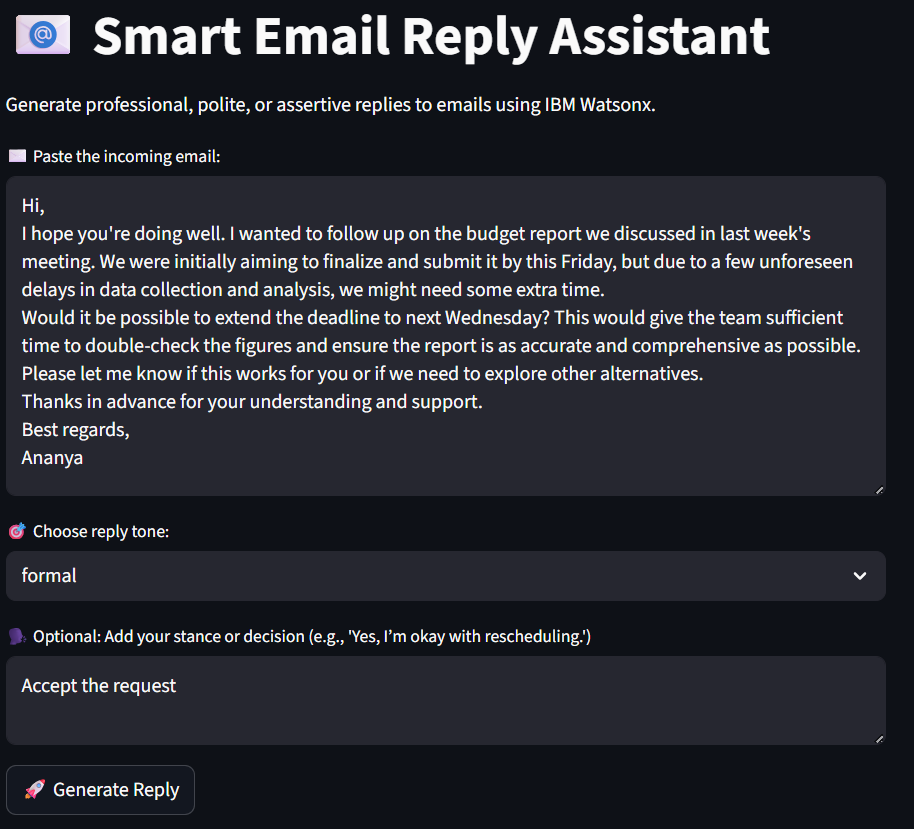 Smart Email Reply Assistant
Generate professional, polite, or assertive replies to emails using IBM Watsonx.
Paste the incoming email:
Hi,
I hope you're doing well. I wanted to follow up on the budget report we discussed in last week's
meeting. We were initially aiming to finalize and submit it by this Friday, but due to a few unforeseen
delays in data collection and analysis, we might need some extra time.
Would it be possible to extend the deadline to next Wednesday? This would give the team sufficient
time to double-check the figures and ensure the report is as accurate and comprehensive as possible.
Please let me know if this works for you or if we need to explore other alternatives.
Thanks in advance for your understanding and support.
Best regards,
Ananya
Choose reply tone:
formal
Optional: Add your stance or decision (e.g., 'Yes, I’m okay with rescheduling.')
Accept the request
Generate Reply